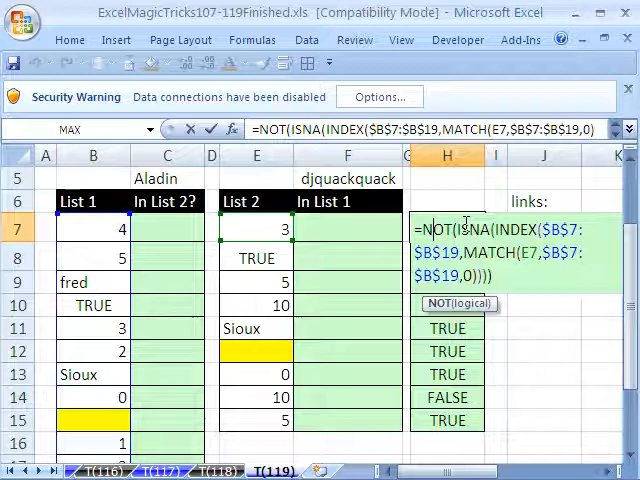 ExcelMagicTricks107-119Finished.xls [Compatibility Mode] - Microsoft Excel
Home Insert Page Layout Formulas Data Review View Developer Add-Ins
Security Warning Data connections have been disabled Options...
MAX fx =NOT(ISNA(INDEX($B$7:$B$19,MATCH(E7,$B$7:$B$19,0)
A B C D E F G H I J K
5 Aladin djquackquack
6 List 1 In List 2? List 2 In List 1 links:
7 4 3 =NOT(ISNA(INDEX($B$7:
8 5 TRUE $B$19,MATCH(E7,$B$7:
9 fred 5 $B$19,0))))
10 TRUE 10
NOT(logical)
11 3 Sioux TRUE
12 2 TRUE
13 Sioux 0 TRUE
14 0 10 FALSE
15 5 TRUE
16 1
T(116) T(117) T(118) T(119)